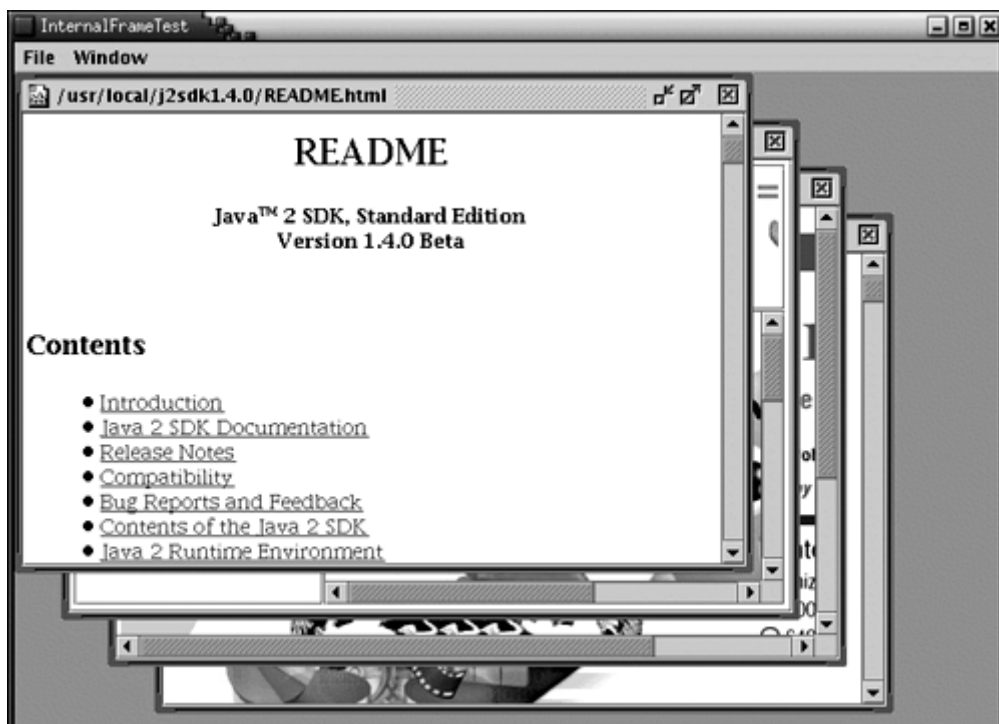 InternalFrameTest
File Window
/usr/local/j2sdk1.4.0/README.html
README
Java™ 2 SDK, Standard Edition
Version 1.4.0 Beta
Contents
Introduction
Java 2 SDK Documentation
Release Notes
Compatibility
Bug Reports and Feedback
Contents of the Java 2 SDK
Java 2 Runtime Environment